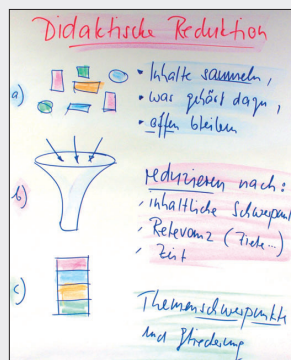 Didaktische Reduktion
a)
• Inhalte sammeln,
• was gehört dazu,
• offen bleiben
b)
reduzieren nach:
, inhaltliche Schwerpunkt
, Relevanz (Ziele...)
, Zeit
c)
Themenschwerpunkte
und Gliederung